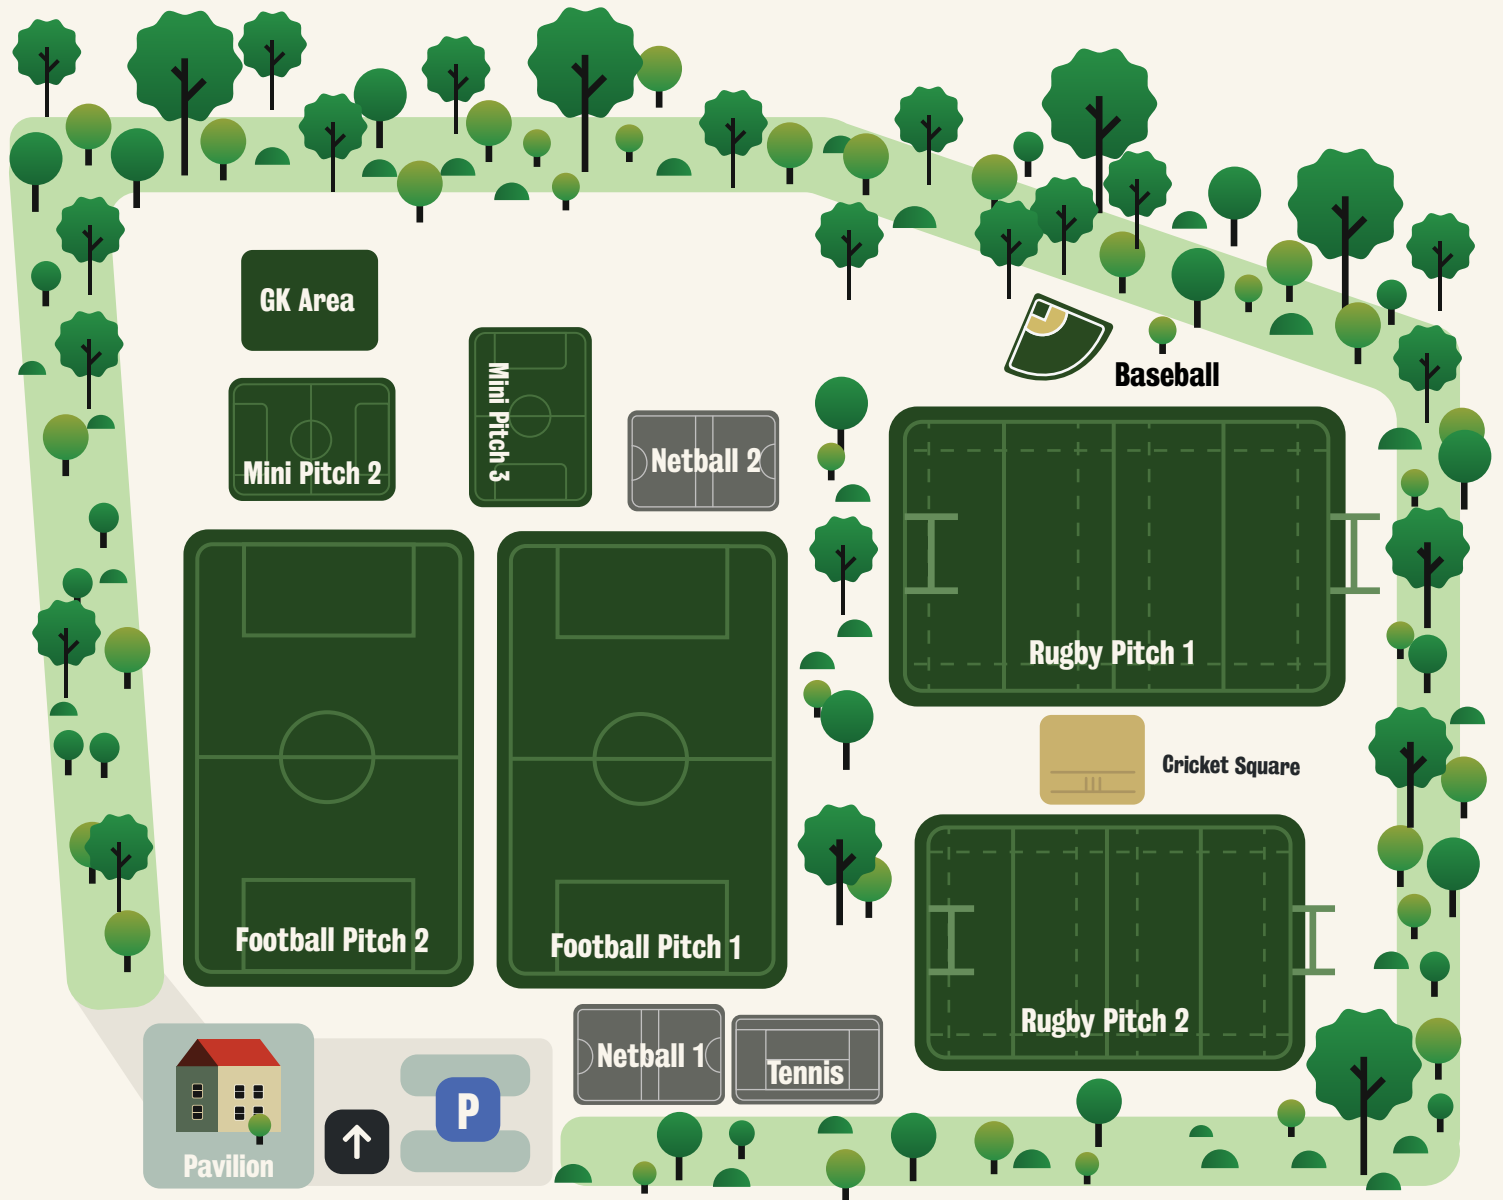 GK Area
Mini Pitch 3
Baseball
Mini Pitch 2
Netball 2
Rugby Pitch 1
Cricket Square
Football Pitch 2
Football Pitch 1
Rugby Pitch 2
Netball 1
Tennis
P
Pavilion